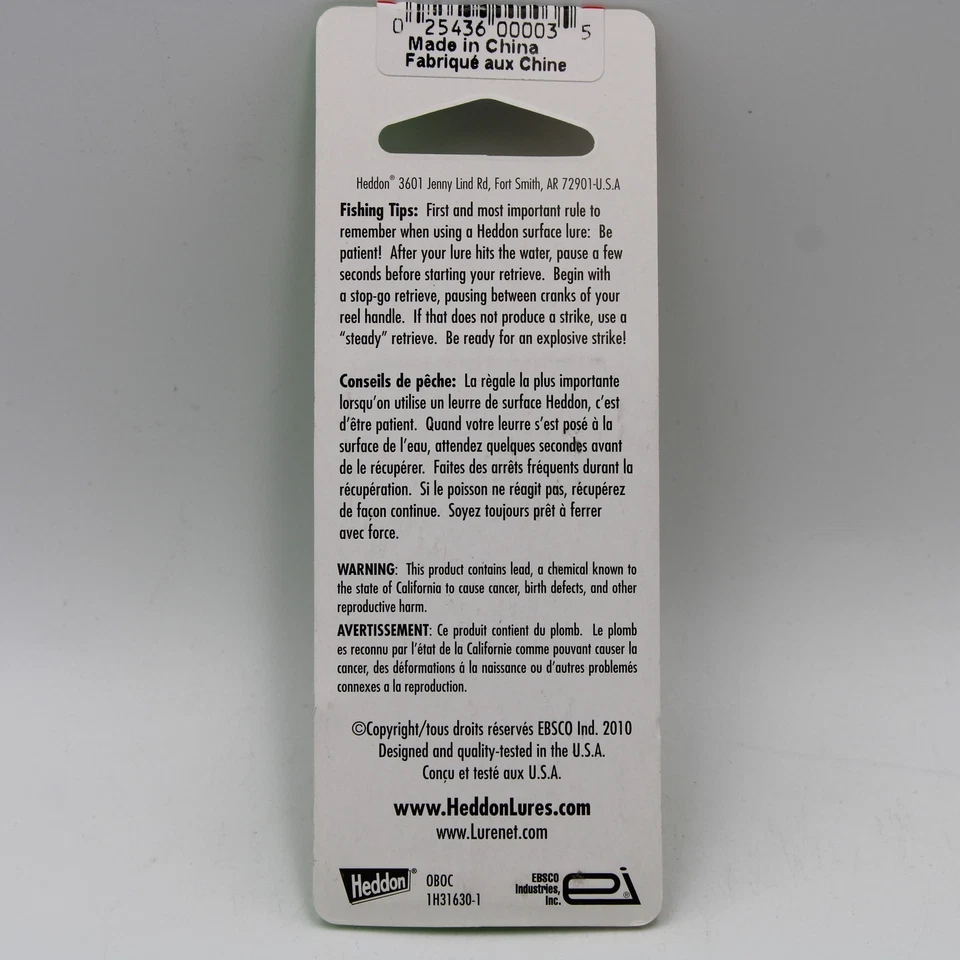 0 25436 00003 5
Made in China
Fabriqué aux Chine
Heddon® 3601 Jenny Lind Rd, Fort Smith, AR 72901-U.S.A
Fishing Tips: First and most important rule to
remember when using a Heddon surface lure: Be
patient! After your lure hits the water, pause a few
seconds before starting your retrieve. Begin with
a stop-go retrieve, pausing between cranks of your
reel handle. If that does not produce a strike, use a
“steady” retrieve. Be ready for an explosive strike!
Conseils de pêche: La règale la plus importante
lorsqu’on utilise un leurre de surface Heddon, c’est
d’être patient. Quand votre leurre s’est posé à la
surface de l’eau, attendez quelques secondes avant
de le récupérer. Faites des arrêts fréquents durant la
récupération. Si le poisson ne réagit pas, récupérez
de façon continue. Soyez toujours prêt à ferrer
avec force.
WARNING: This product contains lead, a chemical known to
the state of California to cause cancer, birth defects, and other
reproductive harm.
AVERTISSEMENT: Ce produit contient du plomb. Le plomb
es reconnu par l’état de la Californie comme pouvant causer la
cancer, des déformations á la naissance ou d’autres problemés
connexes a la reproduction.
©Copyright/tous droits réservés EBSCO Ind. 2010
Designed and quality-tested in the U.S.A.
Conçu et testé aux U.S.A.
www.HeddonLures.com
www.Lurenet.com
Heddon®
OBOC
1H31630-1
EBSCO
Industries,
Inc.
ei®